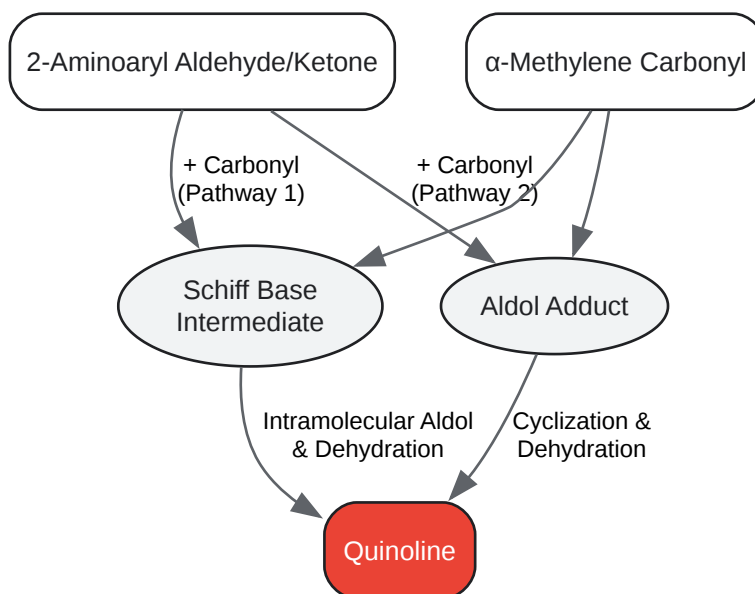 2-Aminoaryl Aldehyde/Ketone
α-Methylene Carbonyl
+ Carbonyl
(Pathway 1)
+ Carbonyl
(Pathway 2)
Schiff Base
Intermediate
Aldol Adduct
Intramolecular Aldol
& Dehydration
Cyclization &
Dehydration
Quinoline